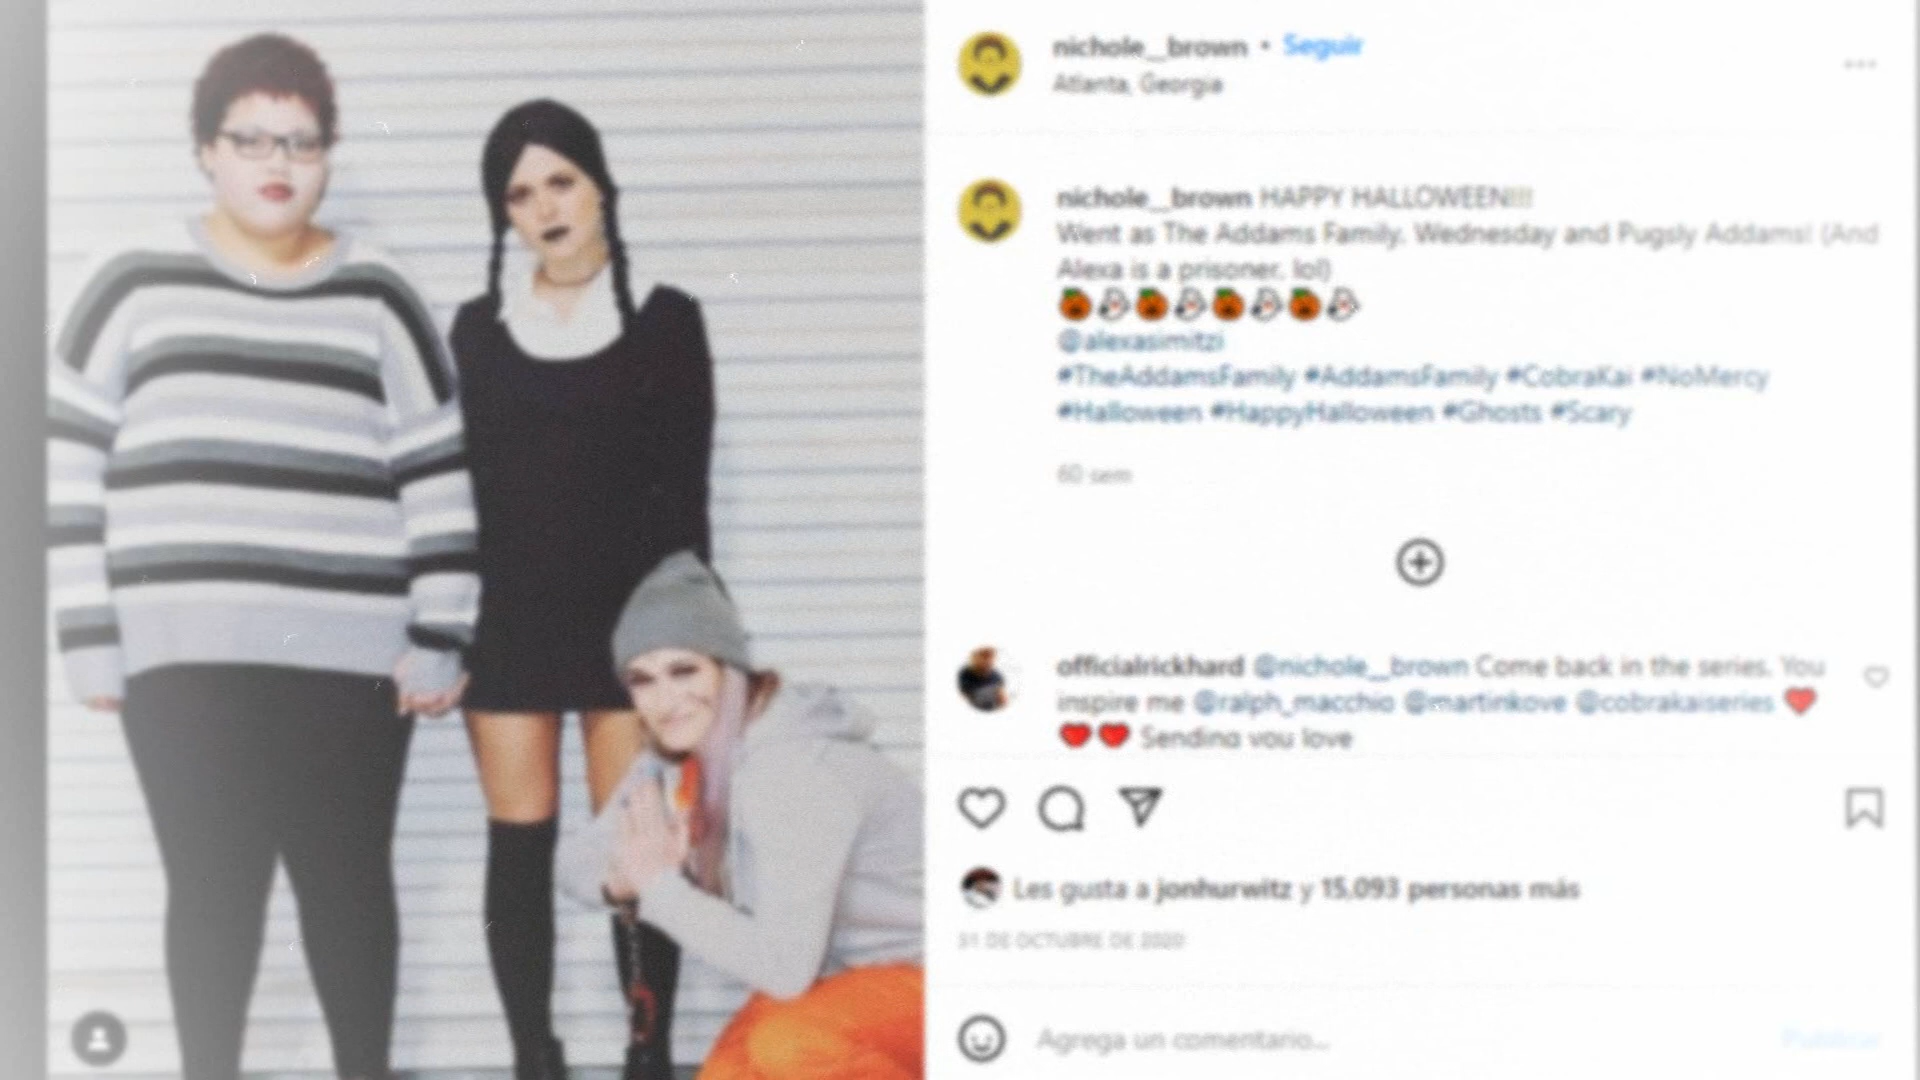 nichole__brown • Seguir
Atlanta, Georgia
nichole__brown HAPPY HALLOWEEN!!!
Went as The Addams Family, Wednesday and Pugsly Addams! (And
Alexa is a prisoner. lol)
🎃👻🎃👻🎃👻🎃👻
@alexasimitzi
#TheAddamsFamily #AddamsFamily #CobraKai #NoMercy
#Halloween #HappyHalloween #Ghosts #Scary
60 sem
officialrickhard @nichole__brown Come back in the series. You
inspire me @ralph_macchio @martinkove @cobrakaiseries ❤️
❤️❤️ Sending you love
Les gusta a jonhurwitz y 15,093 personas más
31 DE OCTUBRE DE 2020
Agrega un comentario...
Publicar